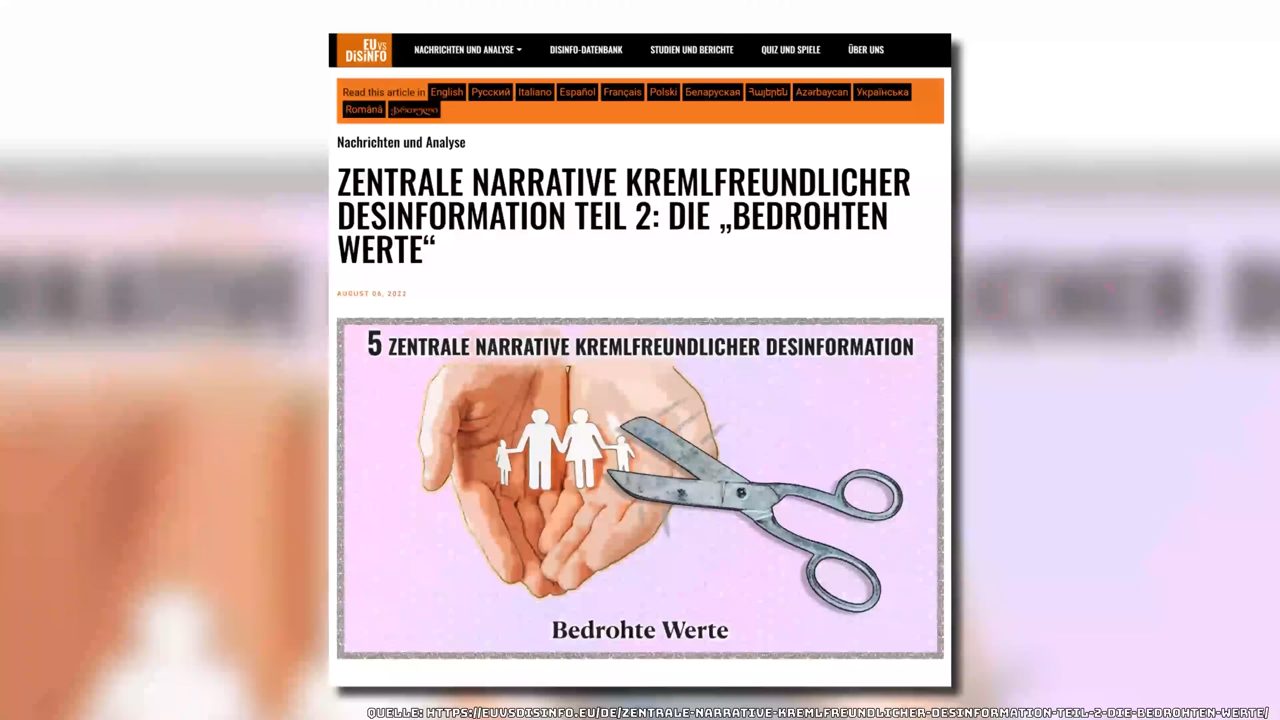 EU VS
DiSiNFO
NACHRICHTEN UND ANALYSE
DISINFO-DATENBANK
STUDIEN UND BERICHTE
QUIZ UND SPIELE
ÜBER UNS
Read this article in English Русский Italiano Español Français Polski Беларуская Հայերեն Azərbaycan Українська
Română ქართული
Nachrichten und Analyse
ZENTRALE NARRATIVE KREMLFREUNDLICHER
DESINFORMATION TEIL 2: DIE „BEDROHTEN
WERTE“
AUGUST 06, 2022
5 ZENTRALE NARRATIVE KREMLFREUNDLICHER DESINFORMATION
Bedrohte Werte
QUELLE: HTTPS://EUVSDISINFO.EU/DE/ZENTRALE-NARRATIVE-KREMLFREUNDLICHER-DESINFORMATION-TEIL-2-DIE-BEDROHTEN-WERTE/